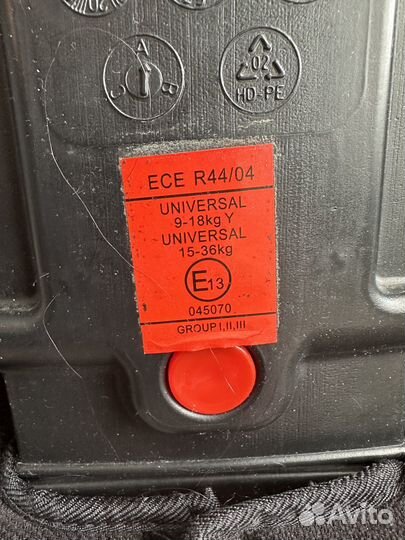 A
B
C
02
HD-PE
ECE R44/04
UNIVERSAL
9-18kg Y
UNIVERSAL
15-36kg
E13
045070
GROUP I,II,III
Avito